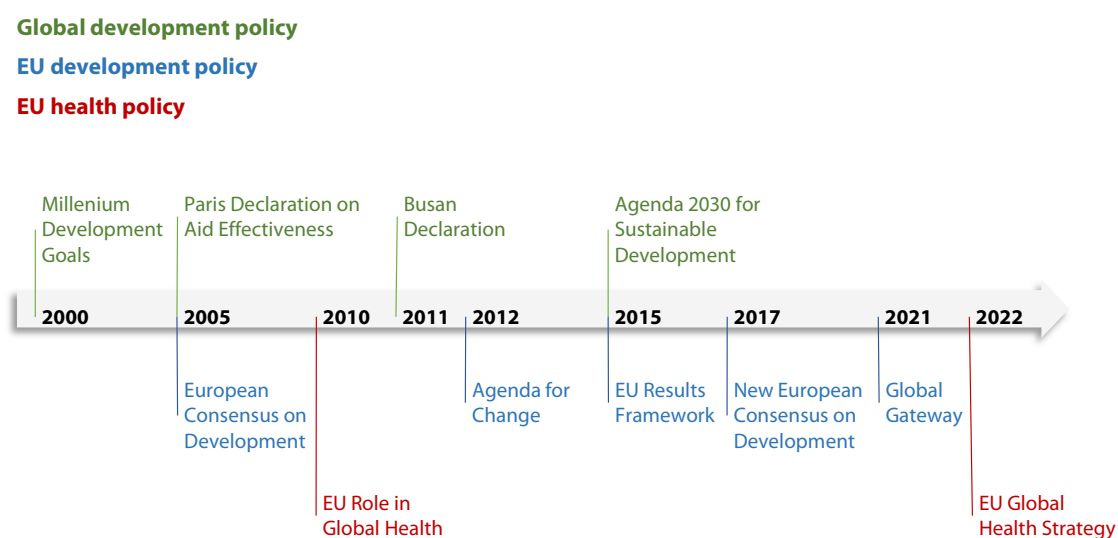 Global development policy
EU development policy
EU health policy
Millenium
Development
Goals
Paris Declaration on
Aid Effectiveness
Busan
Declaration
Agenda 2030 for
Sustainable
Development
2000
2005
2010
2011
2012
2015
2017
2021
2022
European
Consensus on
Development
Agenda for
Change
EU Results
Framework
New European
Consensus on
Development
Global
Gateway
EU Role in
Global Health
EU Global
Health Strategy